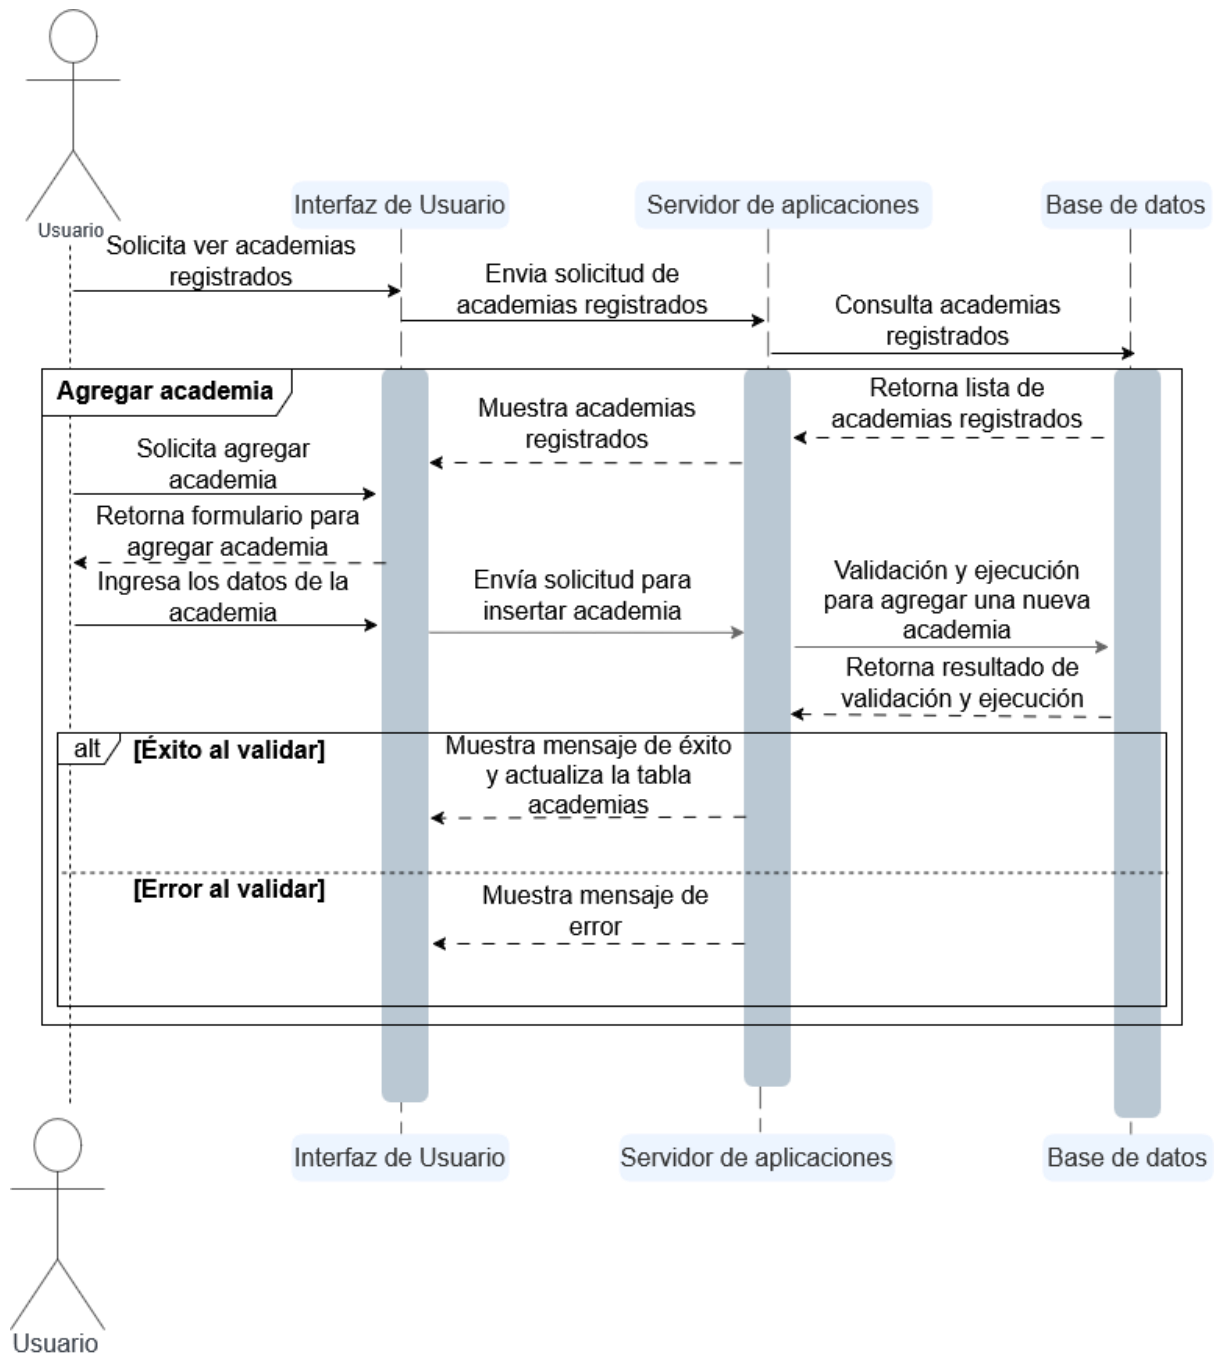 Usuario
Interfaz de Usuario
Servidor de aplicaciones
Base de datos
Solicita ver academias
registrados
Envia solicitud de
academias registrados
Consulta academias
registrados
Agregar academia
Retorna lista de
academias registrados
Muestra academias
registrados
Solicita agregar
academia
Retorna formulario para
agregar academia
Ingresa los datos de la
academia
Envía solicitud para
insertar academia
Validación y ejecución
para agregar una nueva
academia
Retorna resultado de
validación y ejecución
alt
[Éxito al validar]
Muestra mensaje de éxito
y actualiza la tabla
academias
[Error al validar]
Muestra mensaje de
error
Interfaz de Usuario
Servidor de aplicaciones
Base de datos
Usuario